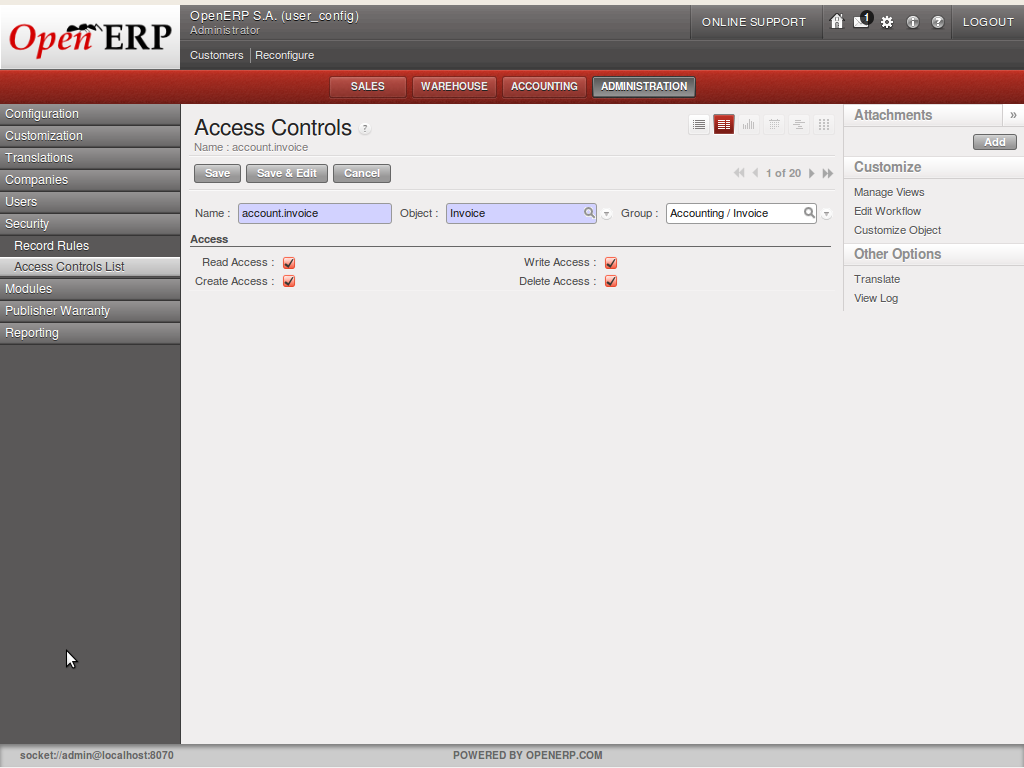 Open ERP
OpenERP S.A. (user_config)
Administrator
Customers | Reconfigure
ONLINE SUPPORT
1
LOGOUT
SALES
WAREHOUSE
ACCOUNTING
ADMINISTRATION
Configuration
Customization
Translations
Companies
Users
Security
Record Rules
Access Controls List
Modules
Publisher Warranty
Reporting
Access Controls ?
Name : account.invoice
Save
Save & Edit
Cancel
1 of 20
Name : account.invoice Object : Invoice Group : Accounting / Invoice
Access
Read Access : Write Access :
Create Access : Delete Access :
Attachments »
Add
Customize
Manage Views
Edit Workflow
Customize Object
Other Options
Translate
View Log
socket://admin@localhost:8070
POWERED BY OPENERP.COM